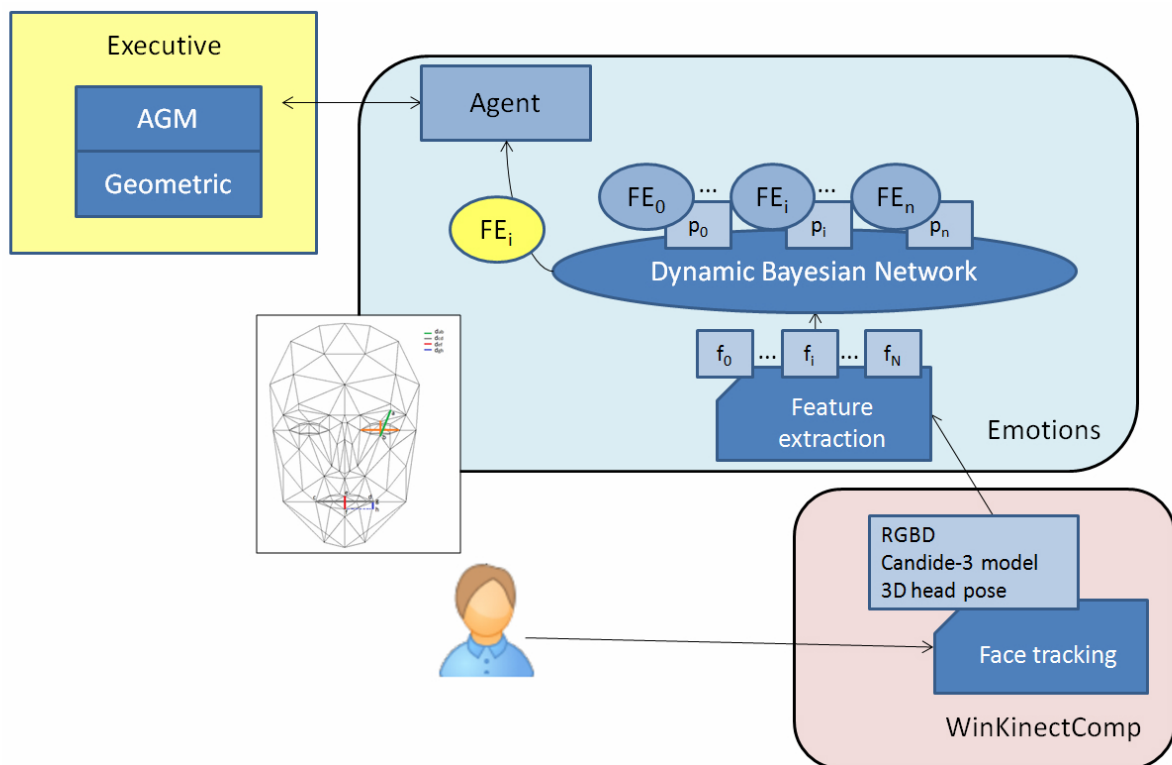 Executive
AGM
Geometric
Agent
FE₀ ... FEᵢ ... FEₙ
p₀ pᵢ pₙ
FEᵢ
Dynamic Bayesian Network
f₀ ... fᵢ ... f_N
Feature
extraction
Emotions
RGBD
Candide-3 model
3D head pose
Face tracking
WinKinectComp